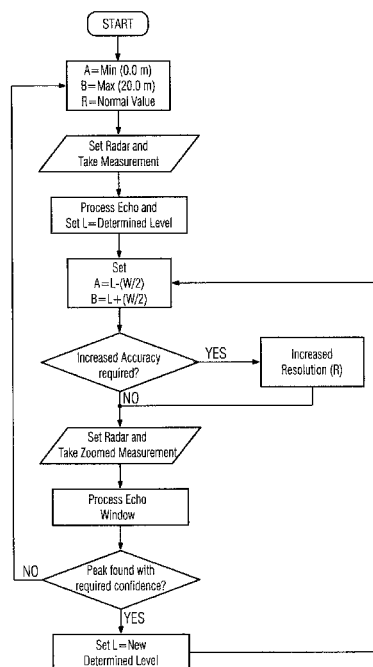 START
A=Min (0.0 m)
B=Max (20.0 m)
R=Normal Value
Set Radar and
Take Measurement
Process Echo and
Set L=Determined Level
Set
A=L-(W/2)
B=L+(W/2)
Increased Accuracy
required?
YES
Increased
Resolution (R)
NO
Set Radar and
Take Zoomed Measurement
Process Echo
Window
Peak found with
required confidence?
NO
YES
Set L=New
Determined Level